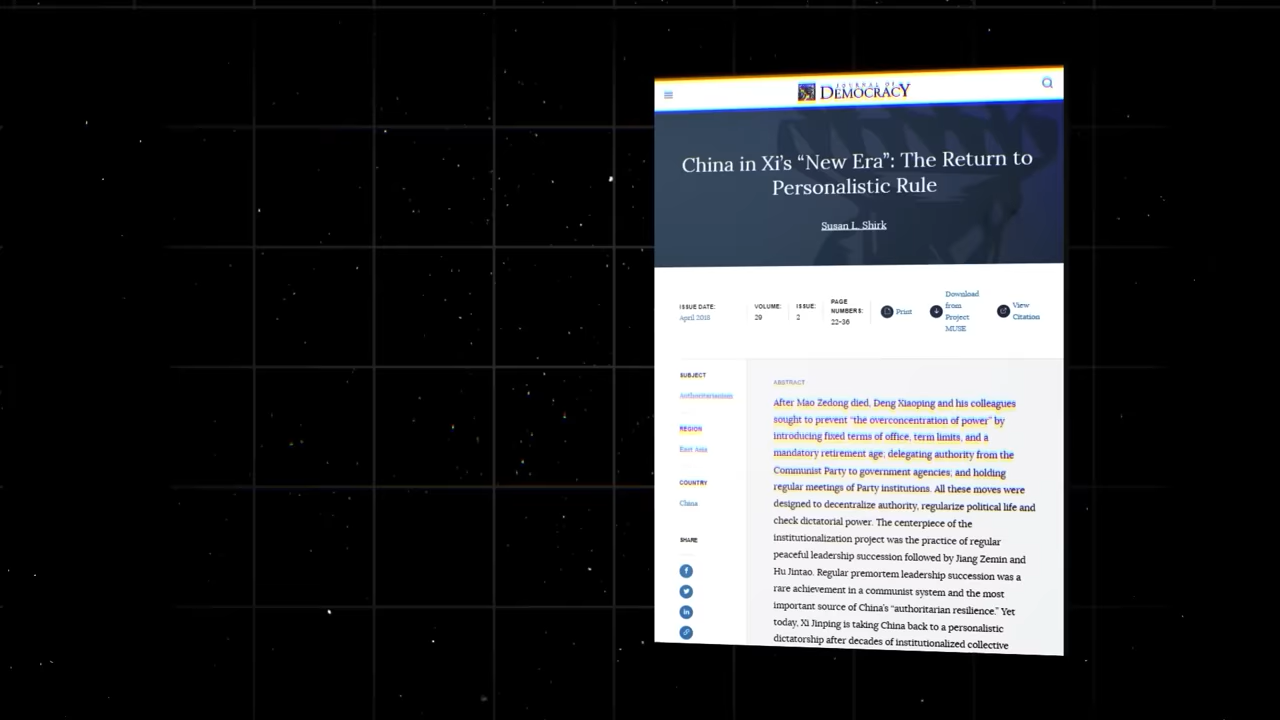 JOURNAL OF
DEMOCRACY
China in Xi's “New Era”: The Return to
Personalistic Rule
Susan L. Shirk
ISSUE DATE:
April 2018
VOLUME:
29
ISSUE:
2
PAGE
NUMBERS:
22-36
Print
Download
from
Project
MUSE
View
Citation
SUBJECT
Authoritarianism
REGION
East Asia
COUNTRY
China
SHARE
ABSTRACT
After Mao Zedong died, Deng Xiaoping and his colleagues
sought to prevent “the overconcentration of power” by
introducing fixed terms of office, term limits, and a
mandatory retirement age; delegating authority from the
Communist Party to government agencies; and holding
regular meetings of Party institutions. All these moves were
designed to decentralize authority, regularize political life and
check dictatorial power. The centerpiece of the
institutionalization project was the practice of regular
peaceful leadership succession followed by Jiang Zemin and
Hu Jintao. Regular premortem leadership succession was a
rare achievement in a communist system and the most
important source of China's “authoritarian resilience.” Yet
today, Xi Jinping is taking China back to a personalistic
dictatorship after decades of institutionalized collective